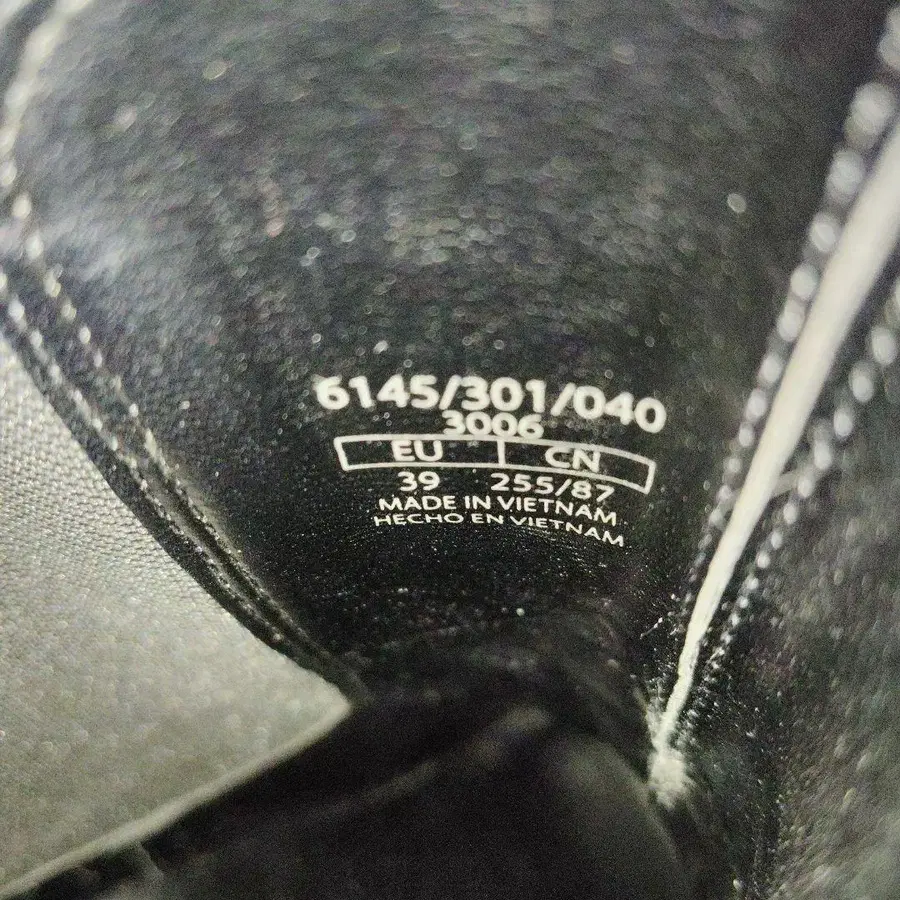 6145/301/040
3006
EU CN
39 255/87
MADE IN VIETNAM
HECHO EN VIETNAM